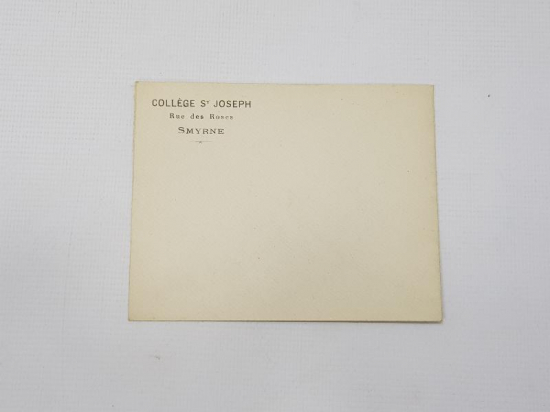 COLLÈGE Sᵗ JOSEPH
Rue des Roses
SMYRNE